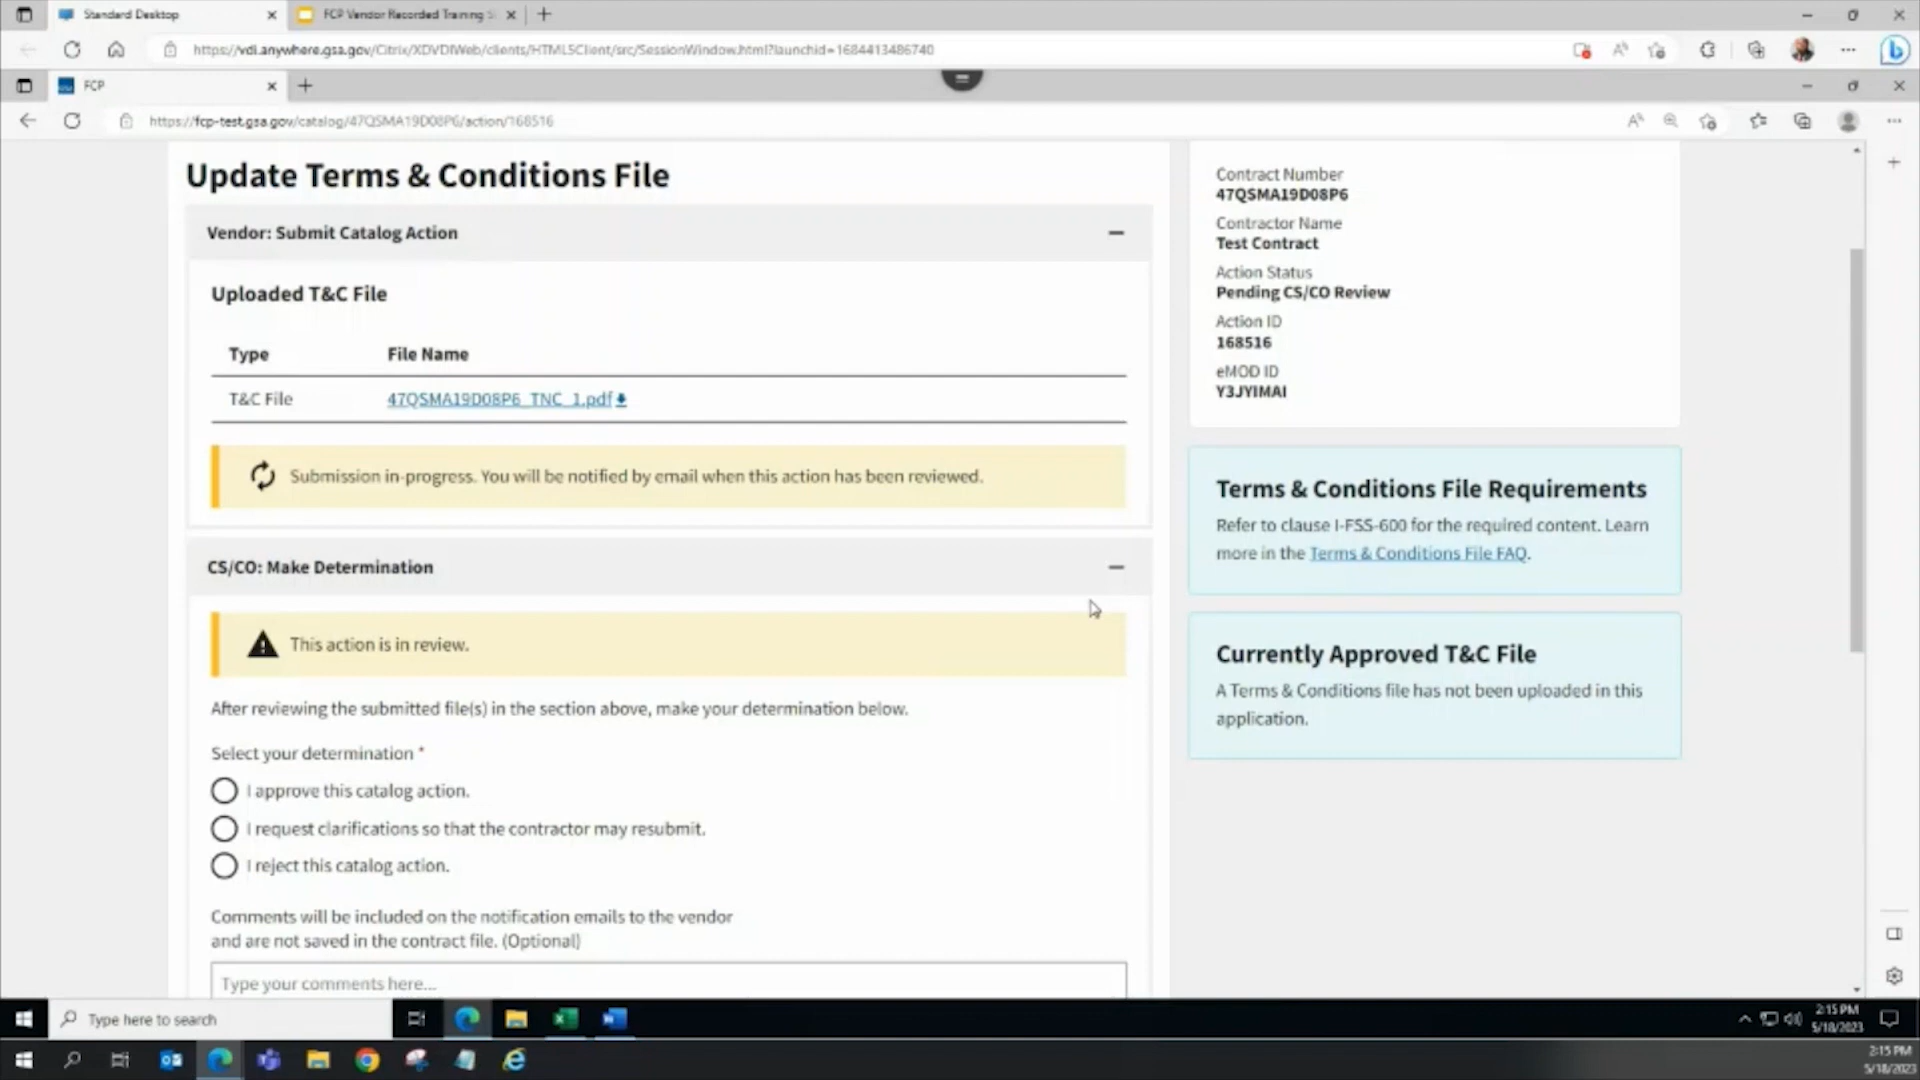 Standard Desktop
FCP Vendor Recorded Training S
https://vdi.anywhere.gsa.gov/Citrix/XDVDIWeb/clients/HTML5Client/src/SessionWindow.html?launchid=1684413486740
FCP
https://fcp-test.gsa.gov/catalog/47QSMA19D08P6/action/168516
Update Terms & Conditions File
Vendor: Submit Catalog Action
Uploaded T&C File
Type File Name
T&C File 47QSMA19D08P6_TNC_1.pdf
Submission in-progress. You will be notified by email when this action has been reviewed.
CS/CO: Make Determination
This action is in review.
After reviewing the submitted file(s) in the section above, make your determination below.
Select your determination *
I approve this catalog action.
I request clarifications so that the contractor may resubmit.
I reject this catalog action.
Comments will be included on the notification emails to the vendor
and are not saved in the contract file. (Optional)
Type your comments here...
Contract Number
47QSMA19D08P6
Contractor Name
Test Contract
Action Status
Pending CS/CO Review
Action ID
168516
eMOD ID
Y3JYIMAI
Terms & Conditions File Requirements
Refer to clause I-FSS-600 for the required content. Learn
more in the Terms & Conditions File FAQ.
Currently Approved T&C File
A Terms & Conditions file has not been uploaded in this
application.
Type here to search
2:15 PM
5/18/2023
2:15 PM
5/18/2023